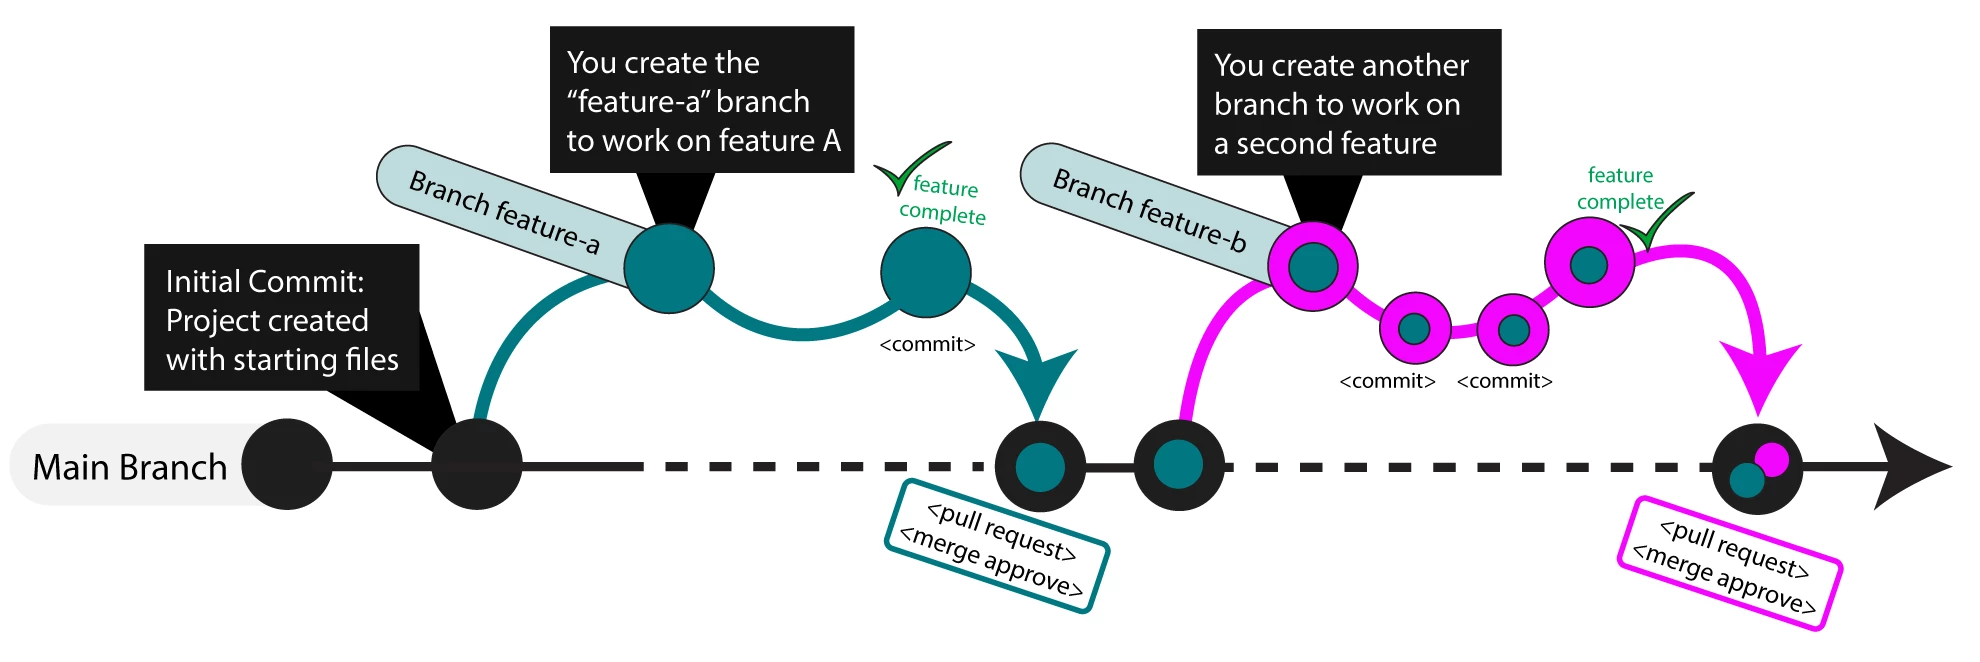 You create the
“feature-a” branch
to work on feature A
You create another
branch to work on
a second feature
Branch feature-a
feature
complete
Branch feature-b
feature
complete
Initial Commit:
Project created
with starting files
<commit>
<commit>
<commit>
Main Branch
<pull request>
<merge approve>
<pull request>
<merge approve>